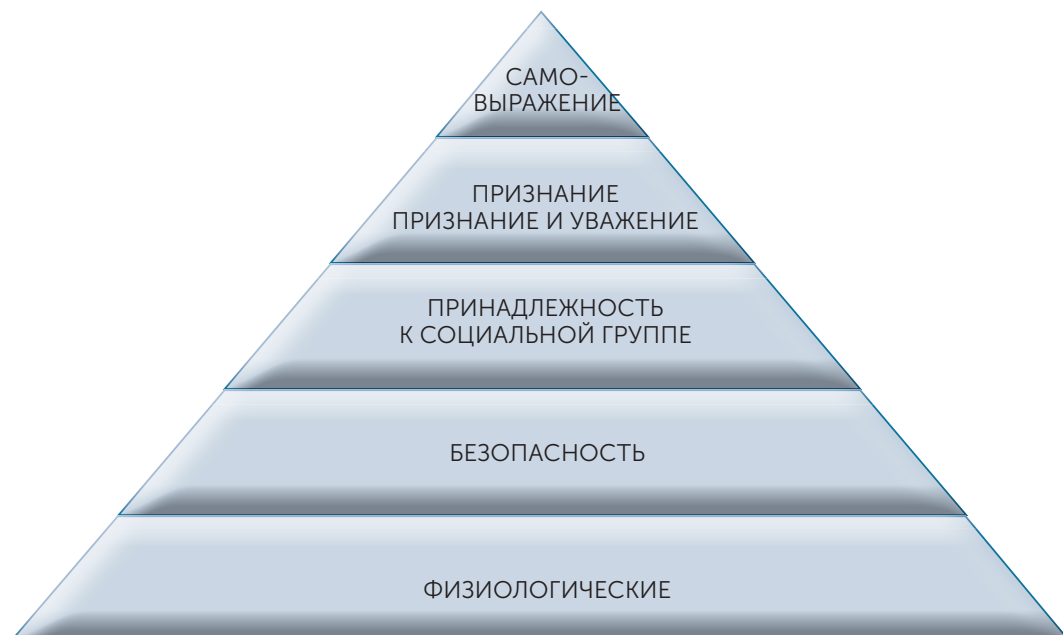 САМО-
ВЫРАЖЕНИЕ
ПРИЗНАНИЕ
ПРИЗНАНИЕ И УВАЖЕНИЕ
ПРИНАДЛЕЖНОСТЬ
К СОЦИАЛЬНОЙ ГРУППЕ
БЕЗОПАСНОСТЬ
ФИЗИОЛОГИЧЕСКИЕ